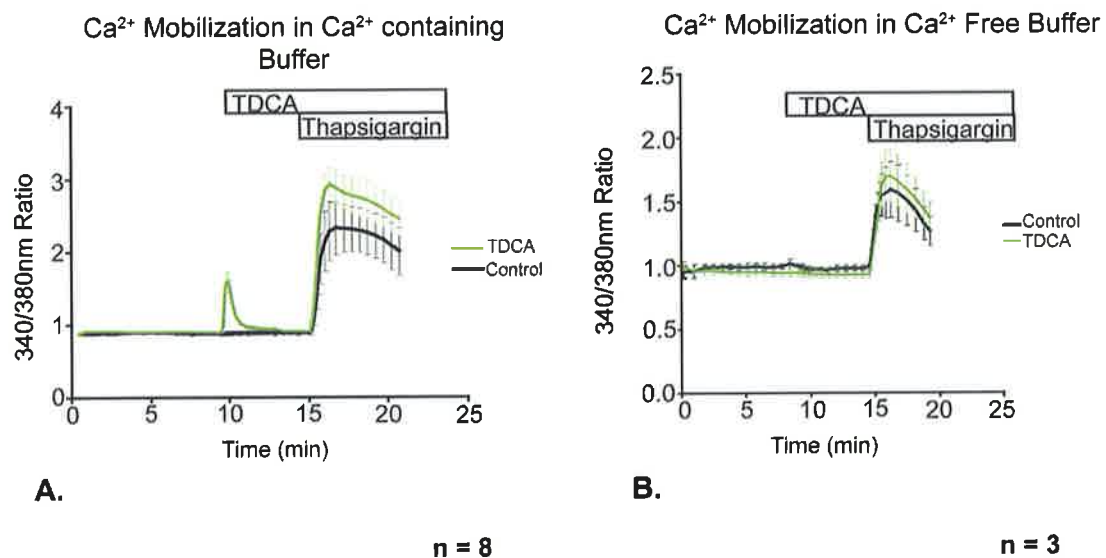 Ca²⁺ Mobilization in Ca²⁺ containing
Buffer
4
3
2
1
0
340/380nm Ratio
TDCA
Thapsigargin
TDCA
Control
0 5 10 15 20 25
Time (min)
A.
n = 8
Ca²⁺ Mobilization in Ca²⁺ Free Buffer
2.5
2.0
1.5
1.0
0.5
0.0
340/380nm Ratio
TDCA
Thapsigargin
Control
TDCA
0 5 10 15 20 25
Time (min)
B.
n = 3